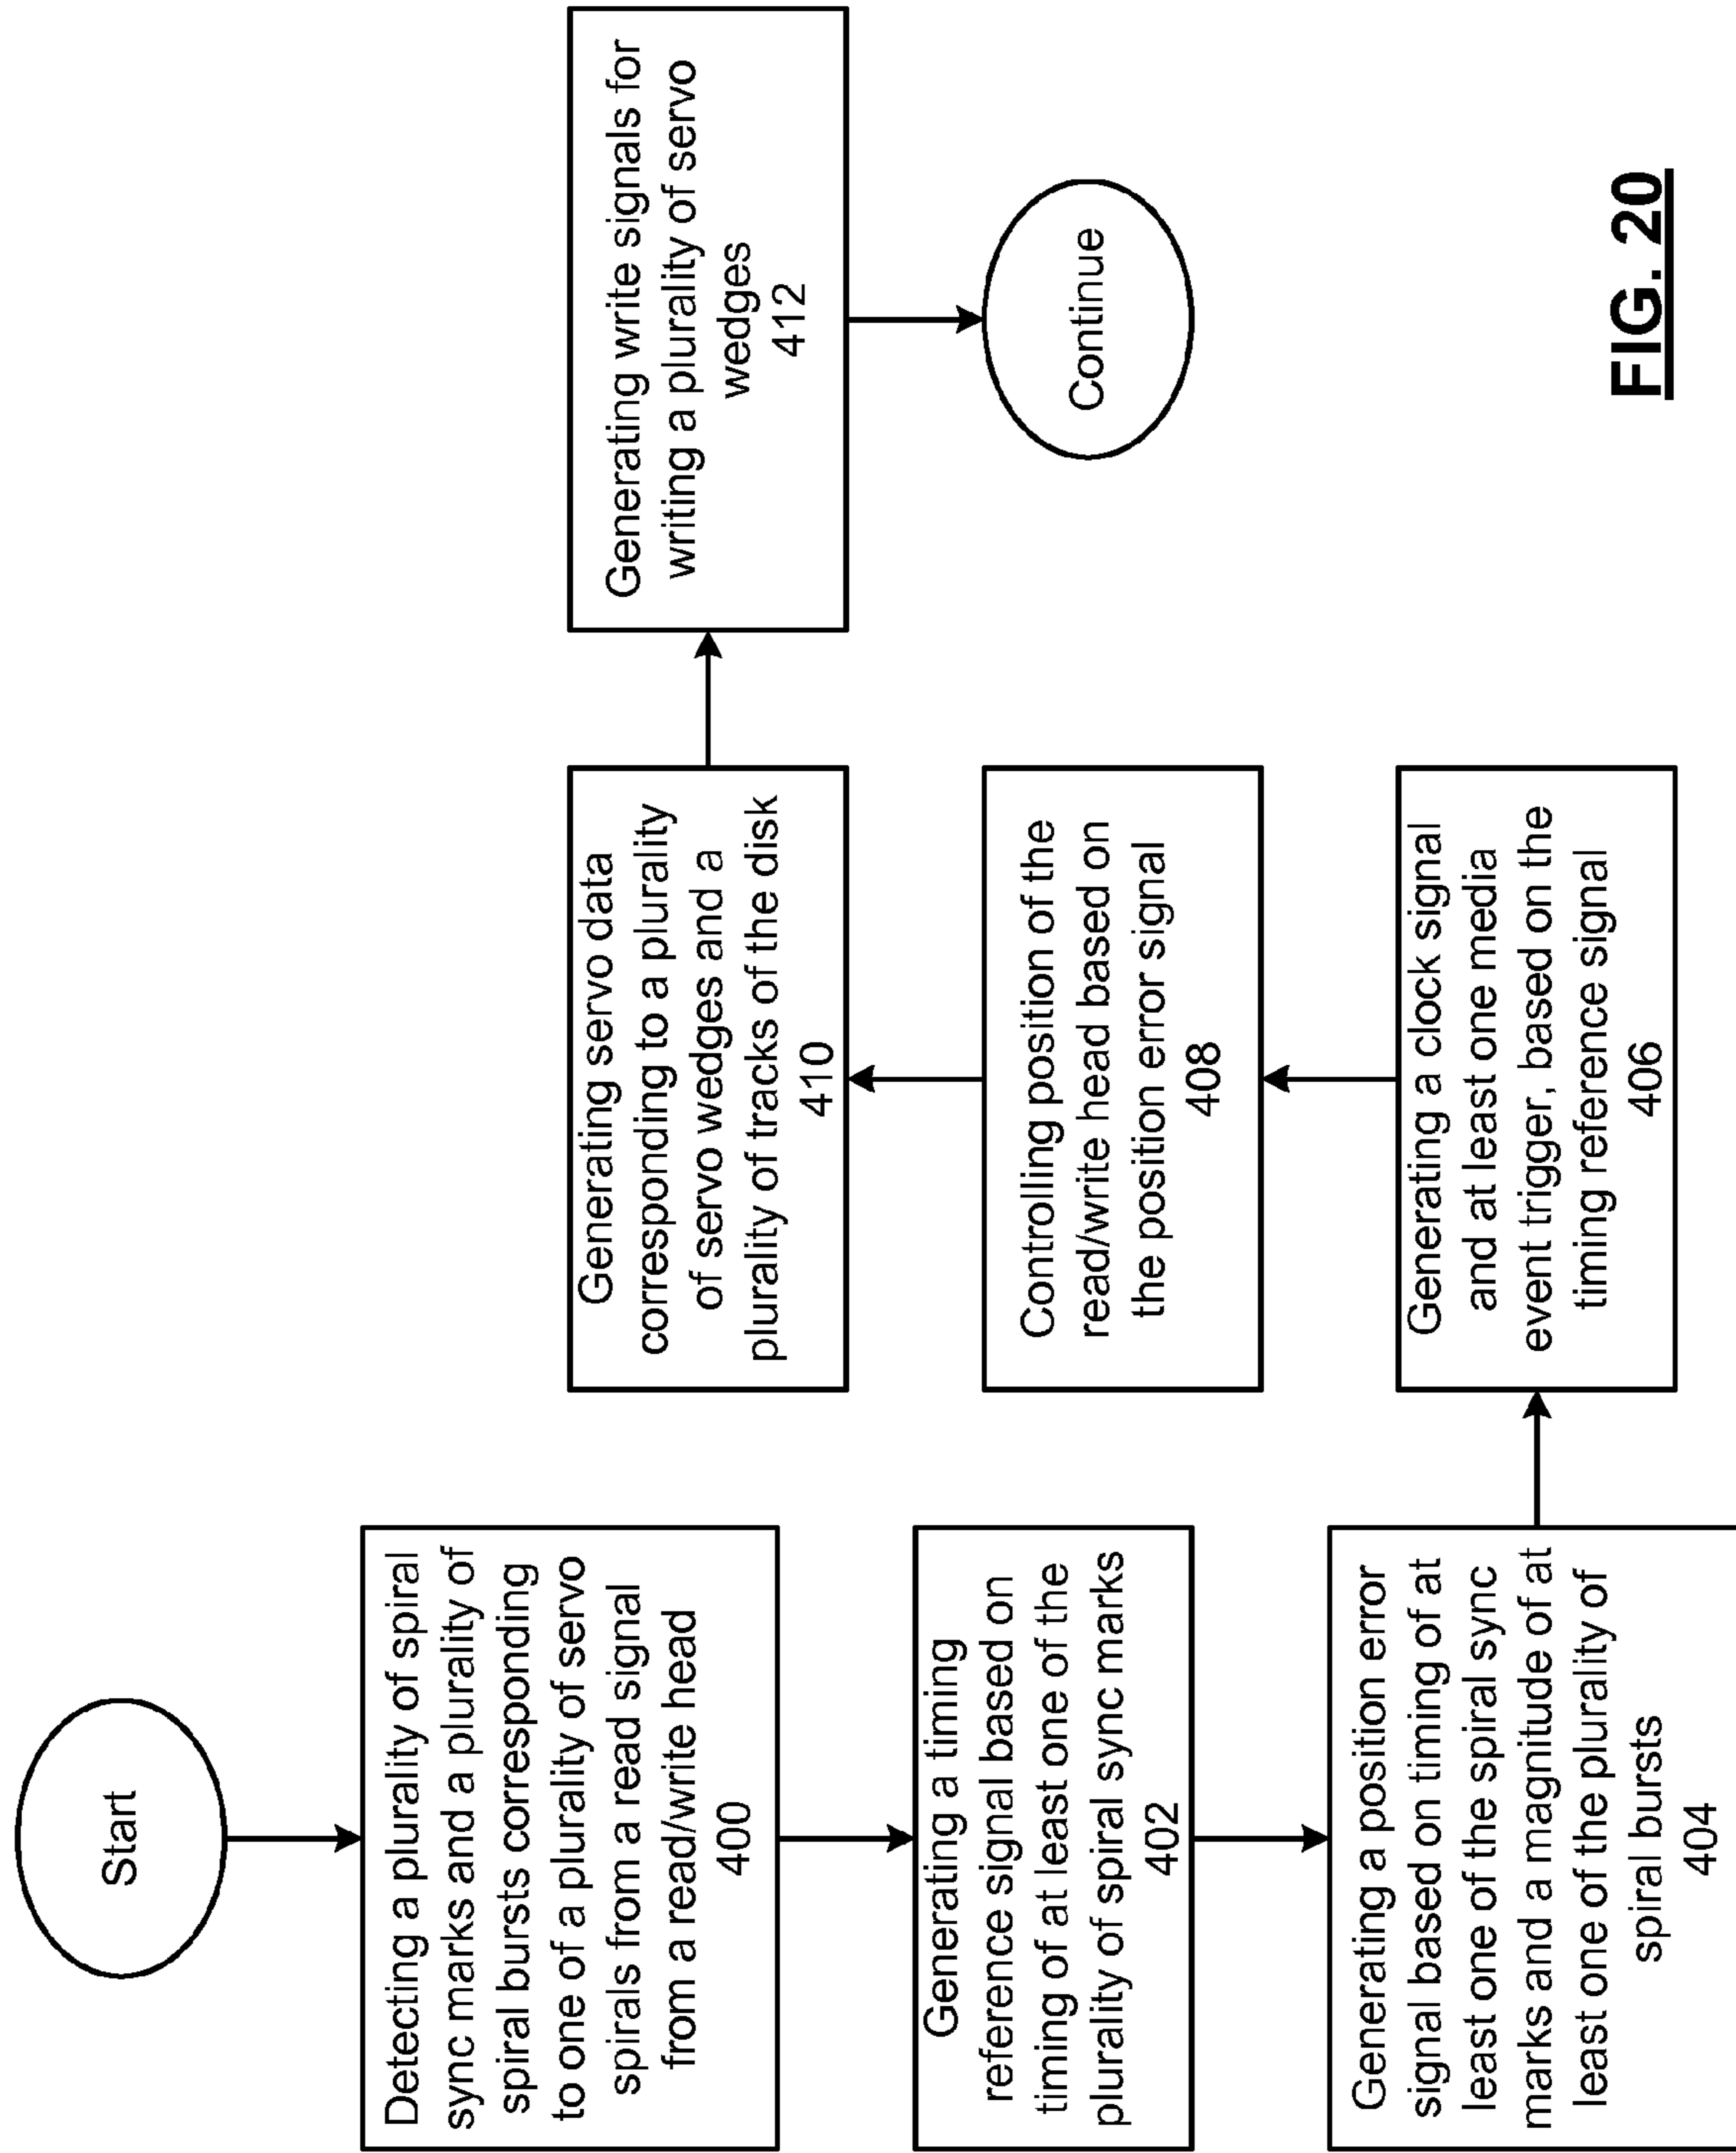 Start
Detecting a plurality of spiral
sync marks and a plurality of
spiral bursts corresponding
to one of a plurality of servo
spirals from a read signal
from a read/write head
400
Generating a timing
reference signal based on
timing of at least one of the
plurality of spiral sync marks
402
Generating a position error
signal based on timing of at
least one of the spiral sync
marks and a magnitude of at
least one of the plurality of
spiral bursts
404
Generating a clock signal
and at least one media
event trigger, based on the
timing reference signal
406
Controlling position of the
read/write head based on
the position error signal
408
Generating servo data
corresponding to a plurality
of servo wedges and a
plurality of tracks of the disk
410
Generating write signals for
writing a plurality of servo
wedges
412
Continue
FIG. 20